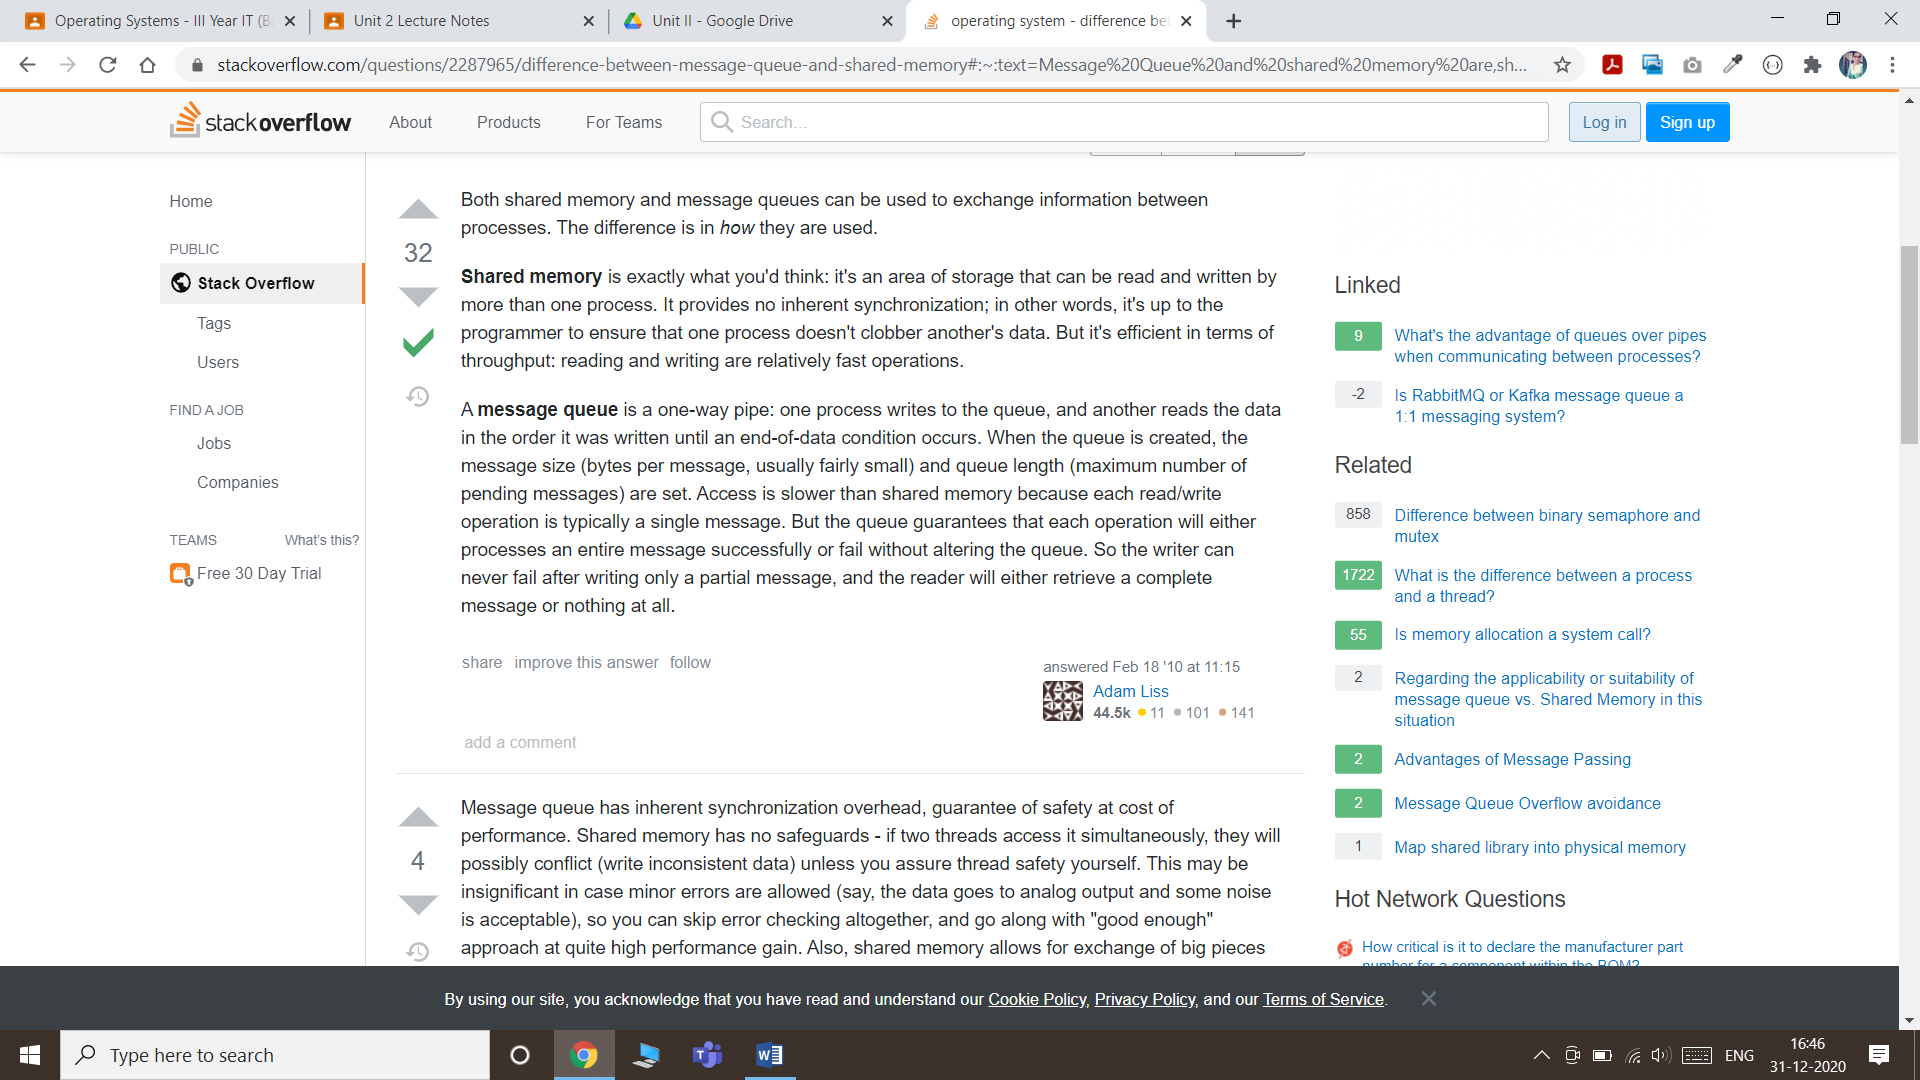 Operating Systems - III Year IT (B
Unit 2 Lecture Notes
Unit II - Google Drive
operating system - difference be
stackoverflow.com/questions/2287965/difference-between-message-queue-and-shared-memory#:~:text=Message%20Queue%20and%20shared%20memory%20are,sh...
stackoverflow
About
Products
For Teams
Search...
Log in
Sign up
Home
PUBLIC
Stack Overflow
Tags
Users
FIND A JOB
Jobs
Companies
TEAMS
What's this?
Free 30 Day Trial
32
Both shared memory and message queues can be used to exchange information between
processes. The difference is in how they are used.
Shared memory is exactly what you'd think: it's an area of storage that can be read and written by
more than one process. It provides no inherent synchronization; in other words, it's up to the
programmer to ensure that one process doesn't clobber another's data. But it's efficient in terms of
throughput: reading and writing are relatively fast operations.
A message queue is a one-way pipe: one process writes to the queue, and another reads the data
in the order it was written until an end-of-data condition occurs. When the queue is created, the
message size (bytes per message, usually fairly small) and queue length (maximum number of
pending messages) are set. Access is slower than shared memory because each read/write
operation is typically a single message. But the queue guarantees that each operation will either
processes an entire message successfully or fail without altering the queue. So the writer can
never fail after writing only a partial message, and the reader will either retrieve a complete
message or nothing at all.
share improve this answer follow
answered Feb 18 '10 at 11:15
Adam Liss
44.5k 11 101 141
add a comment
4
Message queue has inherent synchronization overhead, guarantee of safety at cost of
performance. Shared memory has no safeguards - if two threads access it simultaneously, they will
possibly conflict (write inconsistent data) unless you assure thread safety yourself. This may be
insignificant in case minor errors are allowed (say, the data goes to analog output and some noise
is acceptable), so you can skip error checking altogether, and go along with "good enough"
approach at quite high performance gain. Also, shared memory allows for exchange of big pieces
Linked
9 What's the advantage of queues over pipes
when communicating between processes?
-2 Is RabbitMQ or Kafka message queue a
1:1 messaging system?
Related
858 Difference between binary semaphore and
mutex
1722 What is the difference between a process
and a thread?
55 Is memory allocation a system call?
2 Regarding the applicability or suitability of
message queue vs. Shared Memory in this
situation
2 Advantages of Message Passing
2 Message Queue Overflow avoidance
1 Map shared library into physical memory
Hot Network Questions
How critical is it to declare the manufacturer part
number for a component within the BOM?
By using our site, you acknowledge that you have read and understand our Cookie Policy, Privacy Policy, and our Terms of Service.
Type here to search
ENG
16:46
31-12-2020